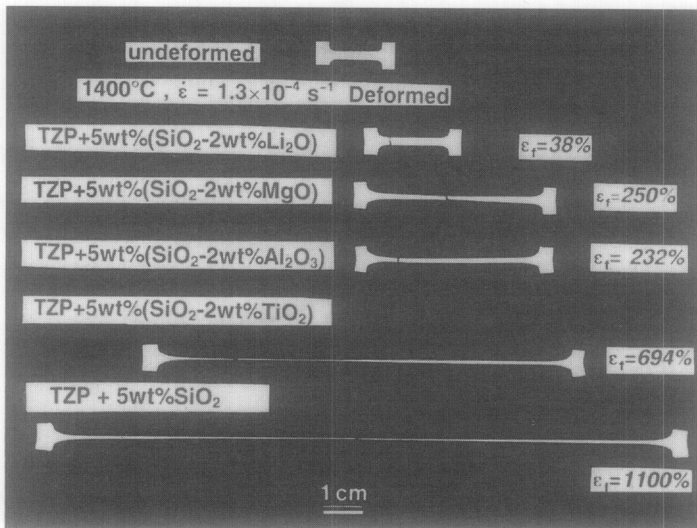 undeformed
1400°C , ε̇ = 1.3×10⁻⁴ s⁻¹ Deformed
TZP+5wt%(SiO₂-2wt%Li₂O) εf=38%
TZP+5wt%(SiO₂-2wt%MgO) εf=250%
TZP+5wt%(SiO₂-2wt%Al₂O₃) εf= 232%
TZP+5wt%(SiO₂-2wt%TiO₂)
εf=694%
TZP + 5wt%SiO₂
εf=1100%
1 cm